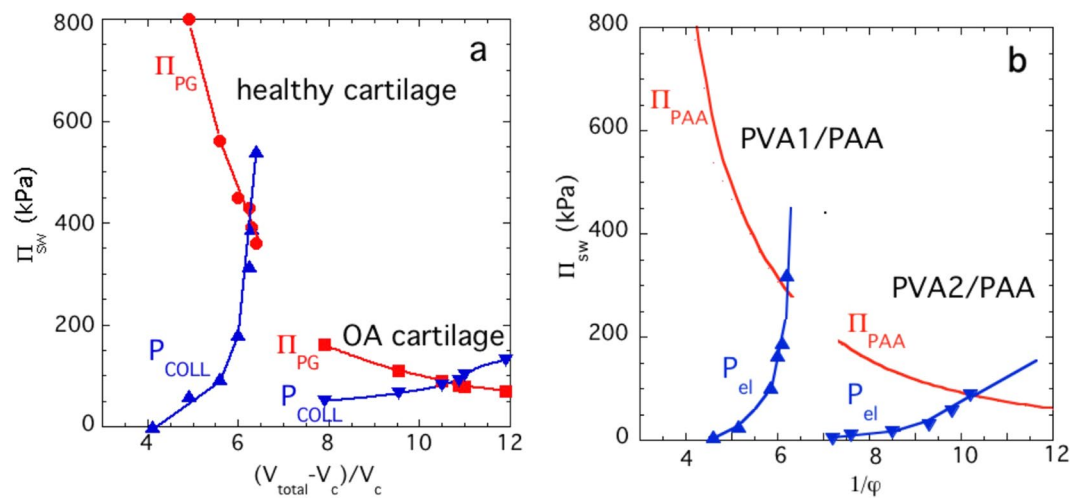 800
600
400
200
0
Π_sw (kPa)
a
Π_PG
healthy cartilage
P_COLL
Π_PG
OA cartilage
P_COLL
4 6 8 10 12
(V_total-V_c)/V_c
800
600
400
200
0
Π_sw (kPa)
b
Π_PAA
PVA1/PAA
PVA2/PAA
Π_PAA
P_el
P_el
4 6 8 10 12
1/φ